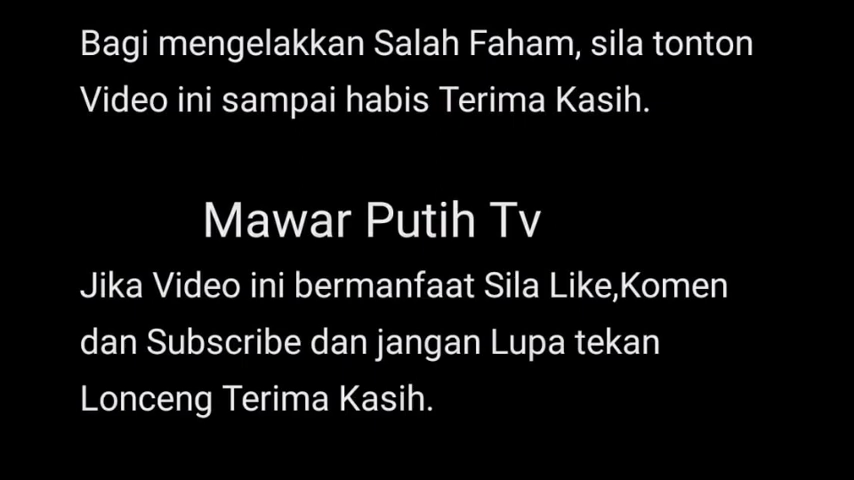 Bagi mengelakkan Salah Faham, sila tonton
Video ini sampai habis Terima Kasih.
Mawar Putih Tv
Jika Video ini bermanfaat Sila Like,Komen
dan Subscribe dan jangan Lupa tekan
Lonceng Terima Kasih.